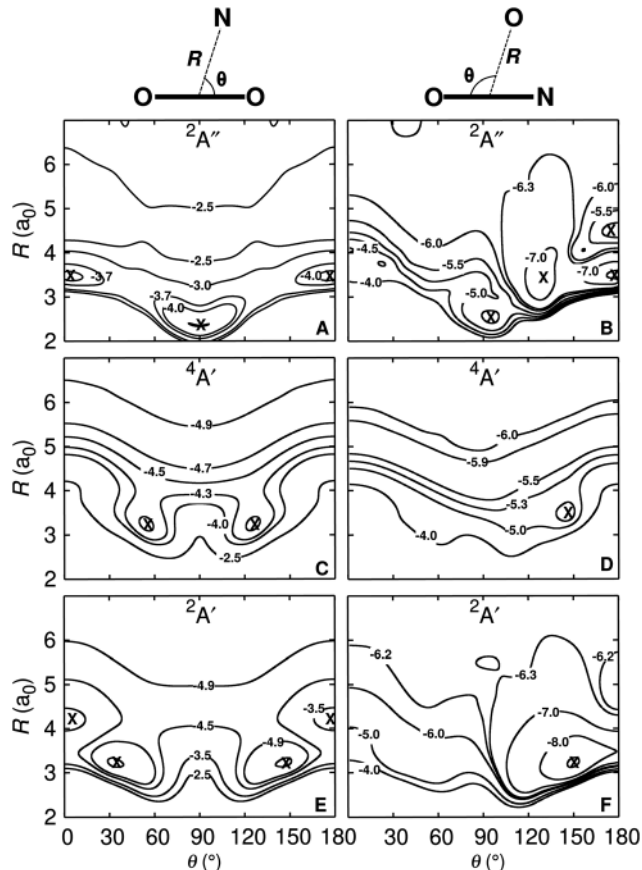 N
R
θ
O O
O
θ
R
O N
R (a₀)
6
5
4
3
2
²A″
-2.5
-2.5
-3.7
-3.0
-4.0
-3.7
-4.0
X
X
X
A
²A″
-6.3
-6.0
-6.0
-5.5
-4.5
-5.5
-4.0
-7.0
-5.0
-7.0
X
X
X
X
B
R (a₀)
6
5
4
3
2
⁴A′
-4.9
-4.7
-4.5
-4.3
-4.0
-2.5
X
X
C
⁴A′
-6.0
-5.9
-5.5
-5.3
-5.0
-4.0
X
D
R (a₀)
6
5
4
3
2
²A′
-4.9
-4.5
-3.5
-4.9
-3.5
-2.5
X
X
X
X
E
²A′
-6.2
-6.2
-6.3
-7.0
-5.0
-6.0
-8.0
-4.0
X
F
0 30 60 90 120 150 180
30 60 90 120 150 180
θ (°)
θ (°)